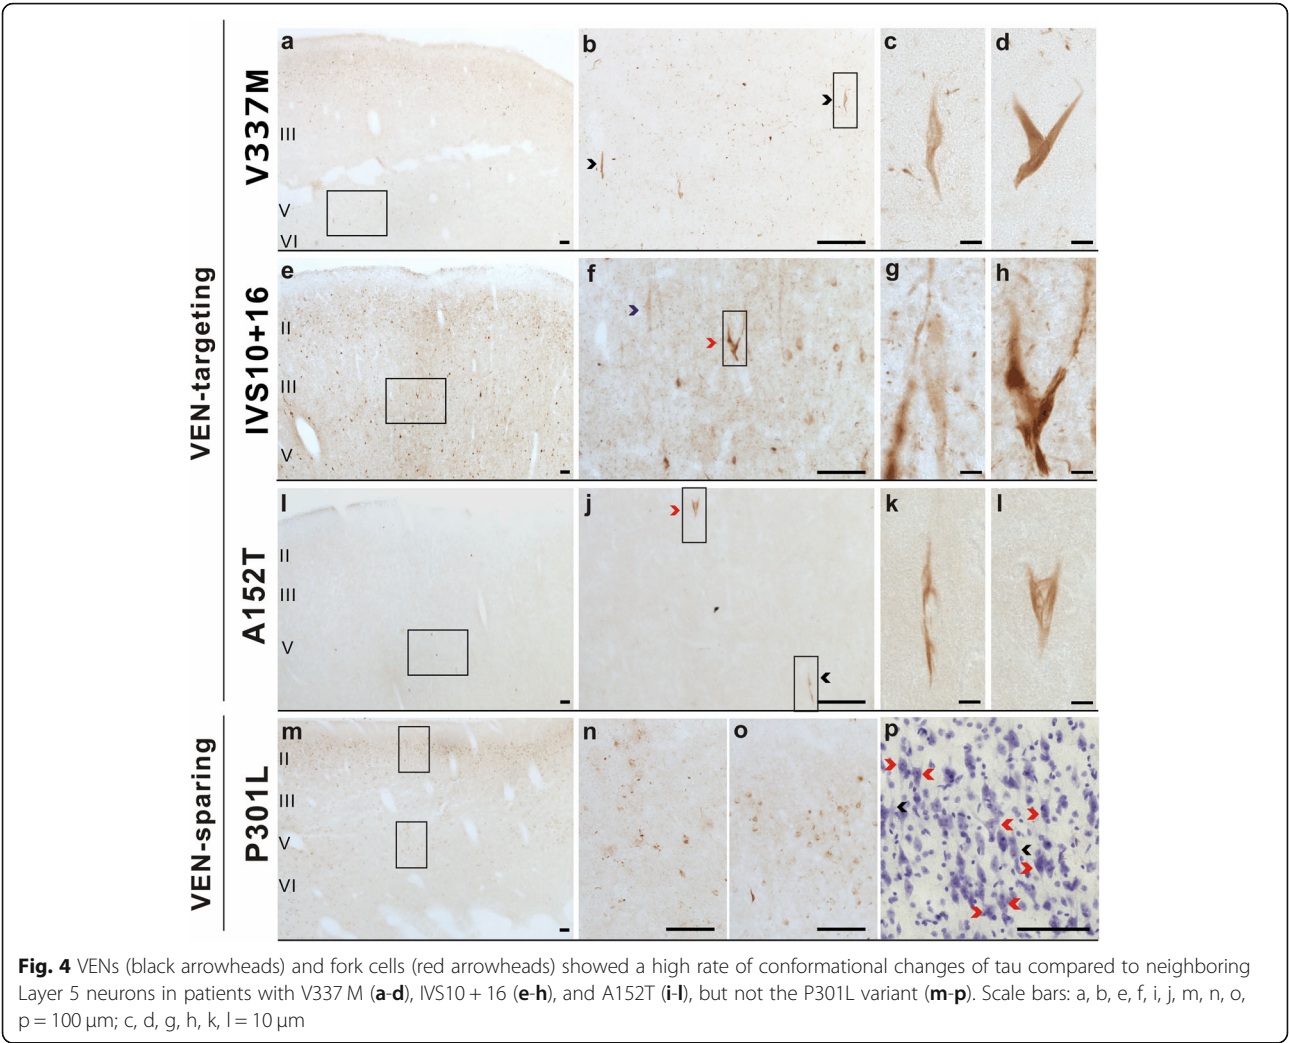 VEN-targeting
V337M
a
III
V
VI
b
c
d
IVS10+16
e
II
III
V
f
g
h
A152T
I
II
III
V
j
k
l
VEN-sparing
P301L
m
II
III
V
VI
n
o
p
Fig. 4 VENs (black arrowheads) and fork cells (red arrowheads) showed a high rate of conformational changes of tau compared to neighboring
Layer 5 neurons in patients with V337 M (a-d), IVS10 + 16 (e-h), and A152T (i-l), but not the P301L variant (m-p). Scale bars: a, b, e, f, i, j, m, n, o,
p = 100 μm; c, d, g, h, k, l = 10 μm